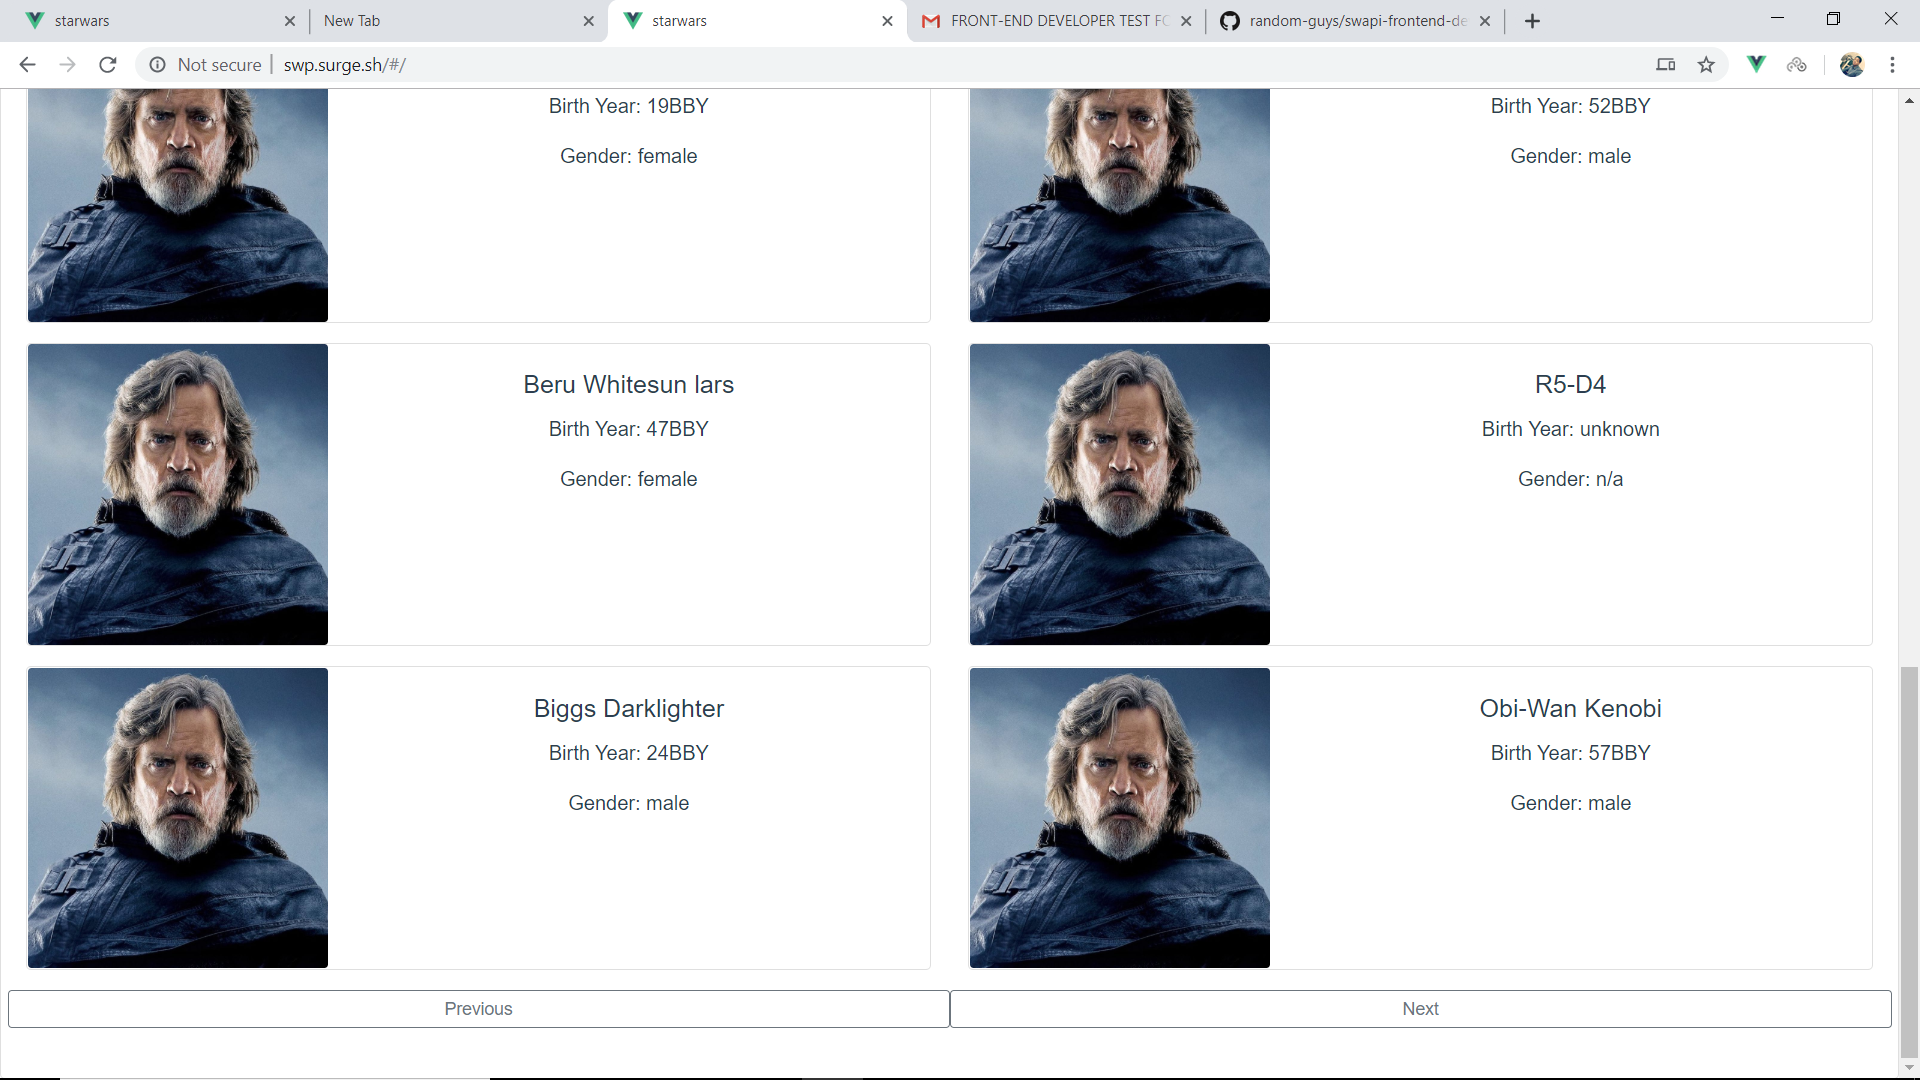 starwars
New Tab
starwars
FRONT-END DEVELOPER TEST FO
random-guys/swapi-frontend-de
Not secure
swp.surge.sh/#/
Birth Year: 19BBY
Gender: female
Birth Year: 52BBY
Gender: male
Beru Whitesun lars
Birth Year: 47BBY
Gender: female
R5-D4
Birth Year: unknown
Gender: n/a
Biggs Darklighter
Birth Year: 24BBY
Gender: male
Obi-Wan Kenobi
Birth Year: 57BBY
Gender: male
Previous
Next